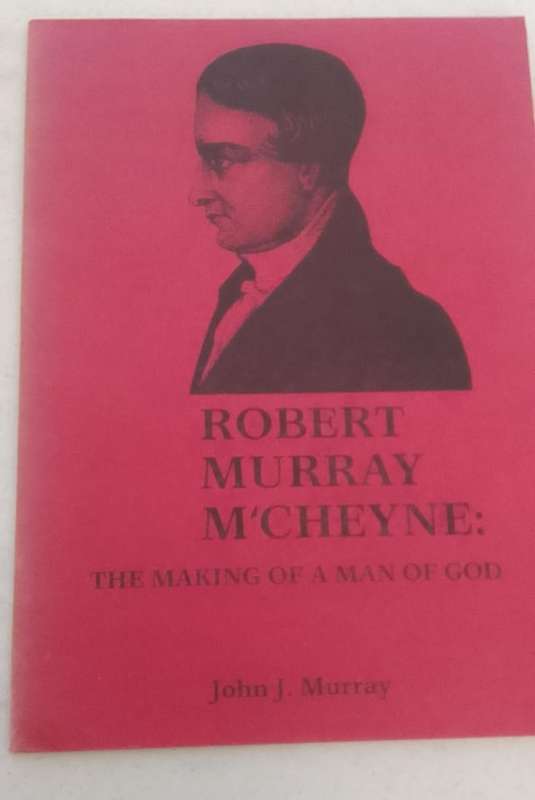 ROBERT
MURRAY
M‘CHEYNE:
THE MAKING OF A MAN OF GOD
John J. Murray